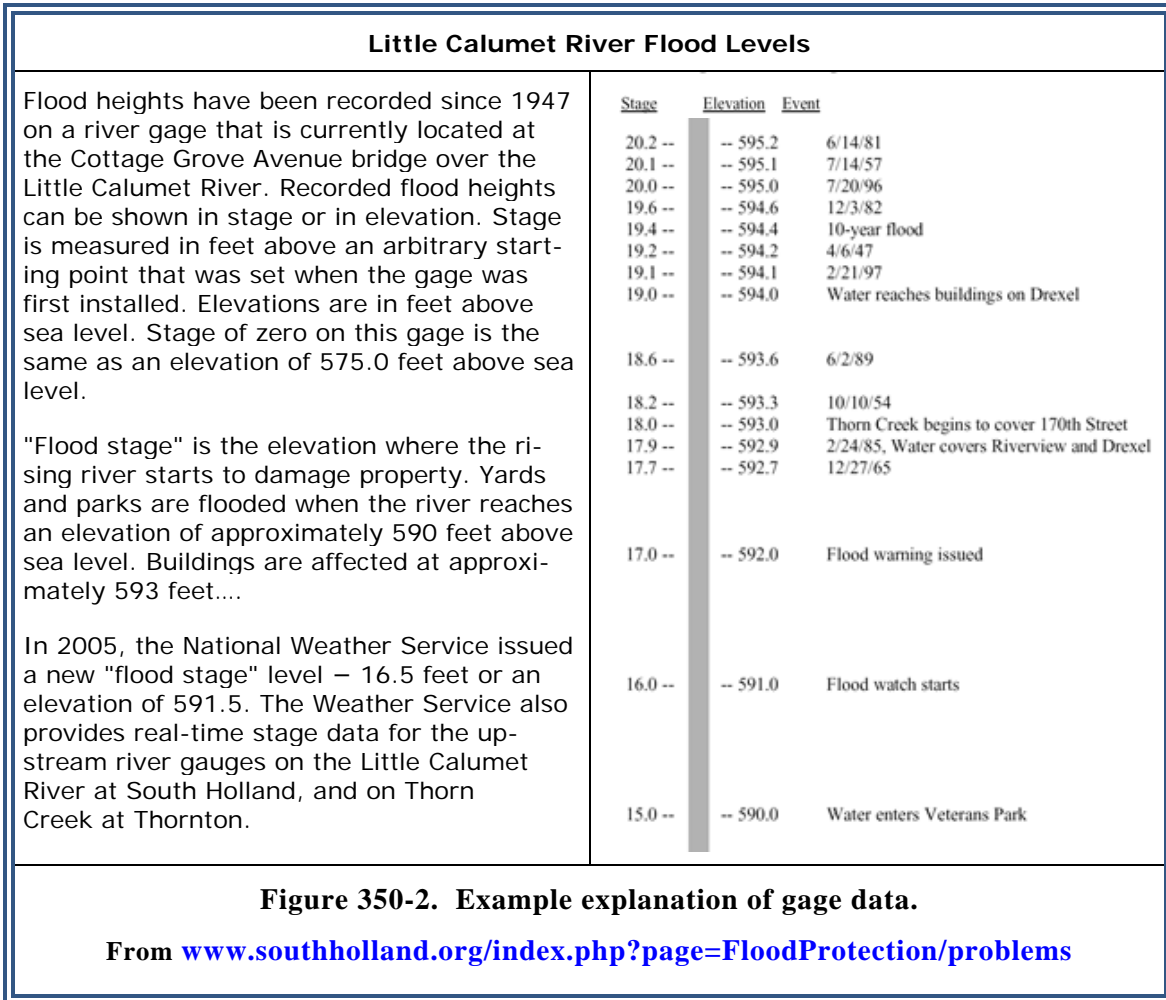 Little Calumet River Flood Levels
Flood heights have been recorded since 1947
on a river gage that is currently located at
the Cottage Grove Avenue bridge over the
Little Calumet River. Recorded flood heights
can be shown in stage or in elevation. Stage
is measured in feet above an arbitrary start-
ing point that was set when the gage was
first installed. Elevations are in feet above
sea level. Stage of zero on this gage is the
same as an elevation of 575.0 feet above sea
level.
"Flood stage" is the elevation where the ri-
sing river starts to damage property. Yards
and parks are flooded when the river reaches
an elevation of approximately 590 feet above
sea level. Buildings are affected at approxi-
mately 593 feet....
In 2005, the National Weather Service issued
a new "flood stage" level – 16.5 feet or an
elevation of 591.5. The Weather Service also
provides real-time stage data for the up-
stream river gauges on the Little Calumet
River at South Holland, and on Thorn
Creek at Thornton.
Stage Elevation Event
20.2 -- -- 595.2 6/14/81
20.1 -- -- 595.1 7/14/57
20.0 -- -- 595.0 7/20/96
19.6 -- -- 594.6 12/3/82
19.4 -- -- 594.4 10-year flood
19.2 -- -- 594.2 4/6/47
19.1 -- -- 594.1 2/21/97
19.0 -- -- 594.0 Water reaches buildings on Drexel
18.6 -- -- 593.6 6/2/89
18.2 -- -- 593.3 10/10/54
18.0 -- -- 593.0 Thorn Creek begins to cover 170th Street
17.9 -- -- 592.9 2/24/85, Water covers Riverview and Drexel
17.7 -- -- 592.7 12/27/65
17.0 -- -- 592.0 Flood warning issued
16.0 -- -- 591.0 Flood watch starts
15.0 -- -- 590.0 Water enters Veterans Park
Figure 350-2. Example explanation of gage data.
From www.southholland.org/index.php?page=FloodProtection/problems